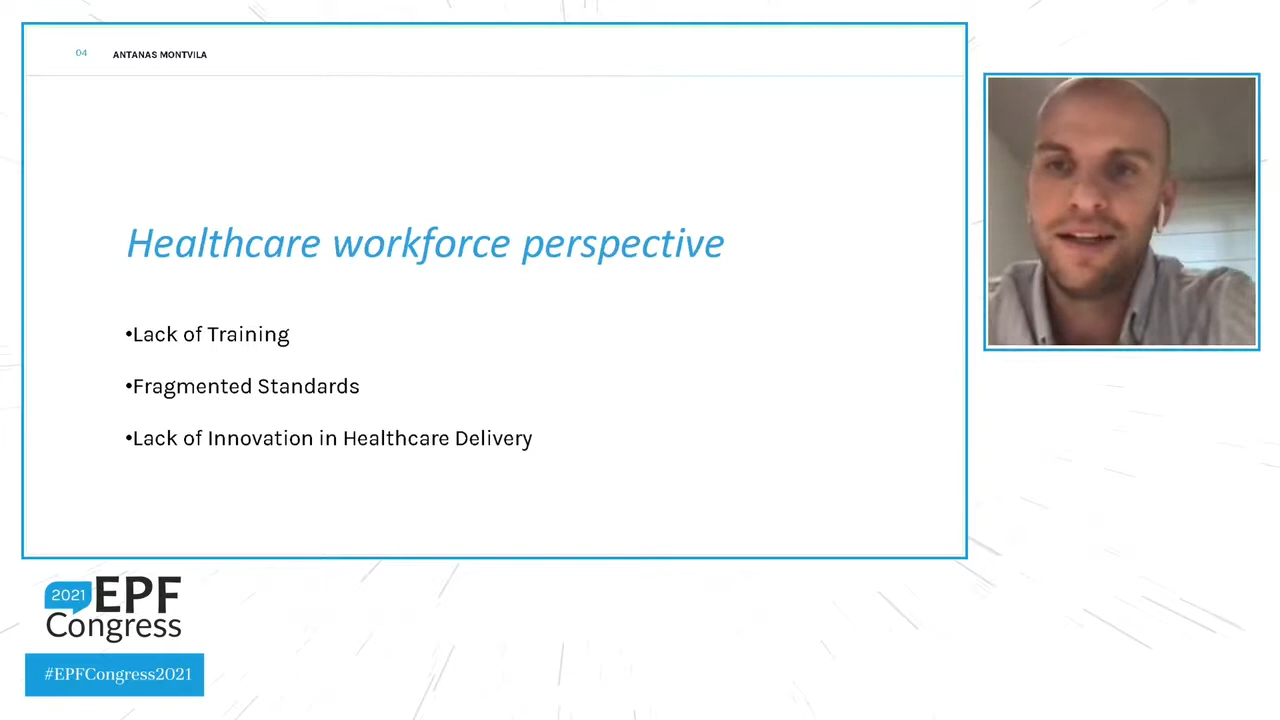 04 ANTANAS MONTVILA
Healthcare workforce perspective
•Lack of Training
•Fragmented Standards
•Lack of Innovation in Healthcare Delivery
2021 EPF
Congress
#EPFCongress2021